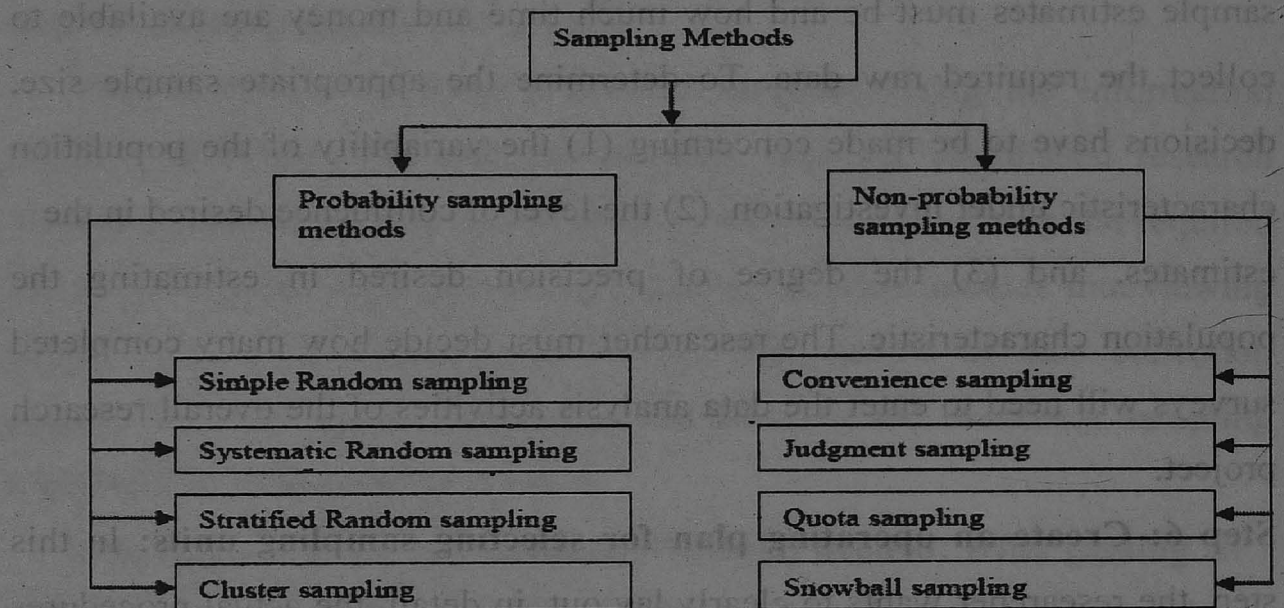 Sampling Methods
Probability sampling
methods
Non-probability
sampling methods
Simple Random sampling
Systematic Random sampling
Stratified Random sampling
Cluster sampling
Convenience sampling
Judgment sampling
Quota sampling
Snowball sampling